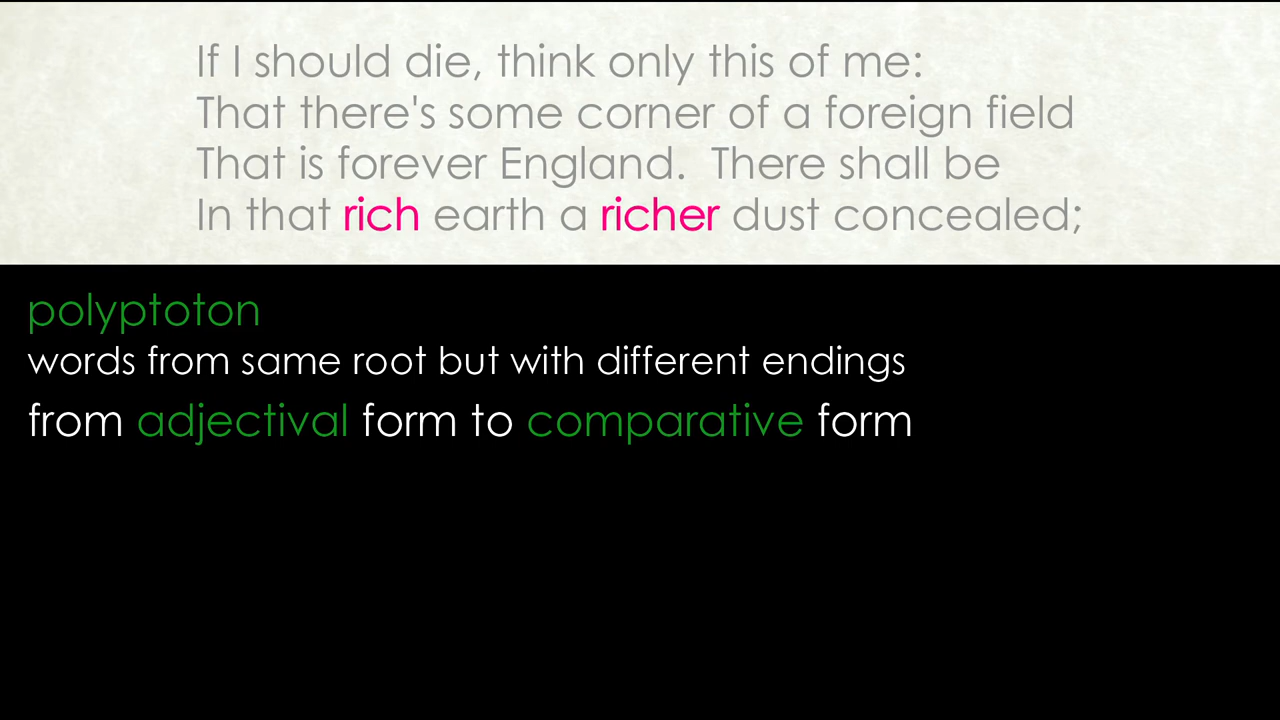 If I should die, think only this of me:
That there's some corner of a foreign field
That is forever England.  There shall be
In that rich earth a richer dust concealed;
polyptoton
words from same root but with different endings
from adjectival form to comparative form